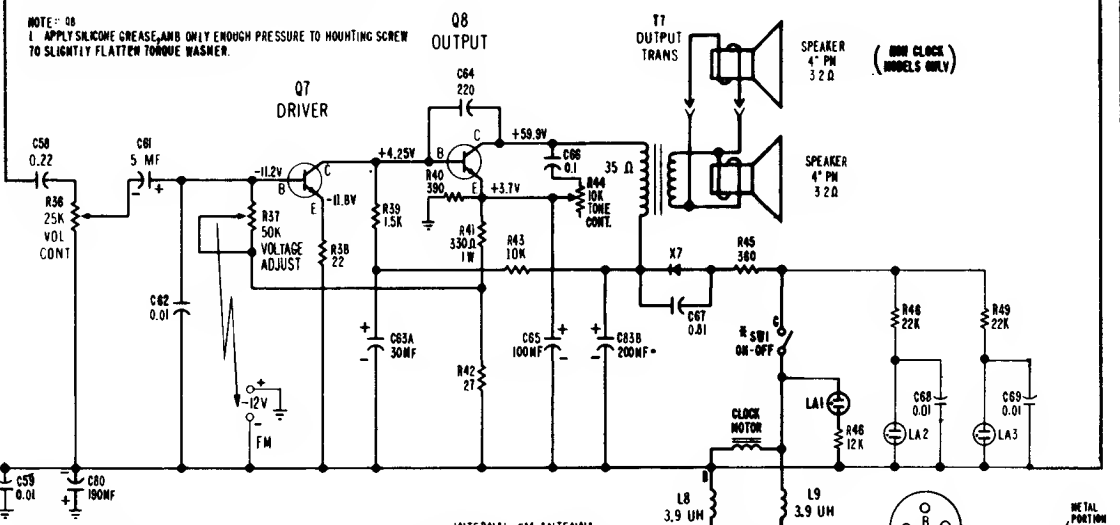 NOTE:- Q8
1 APPLY SILICONE GREASE, ANB ONLY ENOUGH PRESSURE TO MOUNTING SCREW
TO SLIGHTLY FLATTEN TORQUE WASHER.
Q8
OUTPUT
T7
OUTPUT
TRANS
SPEAKER
4" PM
3.2Ω
(NON CLOCK
MODELS ONLY)
Q7
DRIVER
C64
220
C58
0.22
C61
5 MF
+
-
-11.2V
B
C
E
-11.8V
+4.25V
B
C
E
+59.9V
+3.7V
C66
0.1
35 Ω
R44
10K
TONE
CONT.
SPEAKER
4" PM
3.2Ω
R36
25K
VOL
CONT
R37
50K
VOLTAGE
ADJUST
R38
22
R39
1.5K
R40
390
R41
330Ω
1W
R43
10K
X7
R45
360
C67
0.01
C62
0.01
+
C63A
30MF
-
C65
100MF
+
-
+
C83B
200MF
-
* SW1
ON-OFF
G
R48
22K
R49
22K
R42
27
+
-12V
-
FM
CLOCK
MOTOR
LA1
R46
12K
LA2
C68
0.01
LA3
C69
0.01
C59
0.01
-
+
C80
190MF
B
L8
3.9 UH
L9
3.9 UH
B
METAL
PORTION